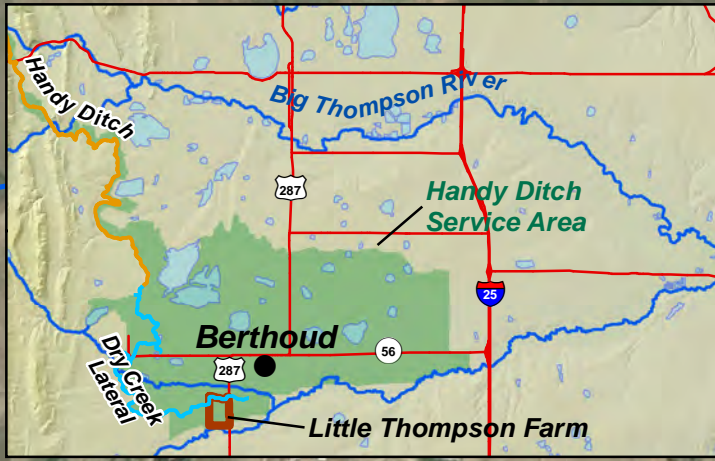 Handy Ditch
Big Thompson River
287
Handy Ditch
Service Area
25
Berthoud
56
Dry Creek
Lateral
287
Little Thompson Farm